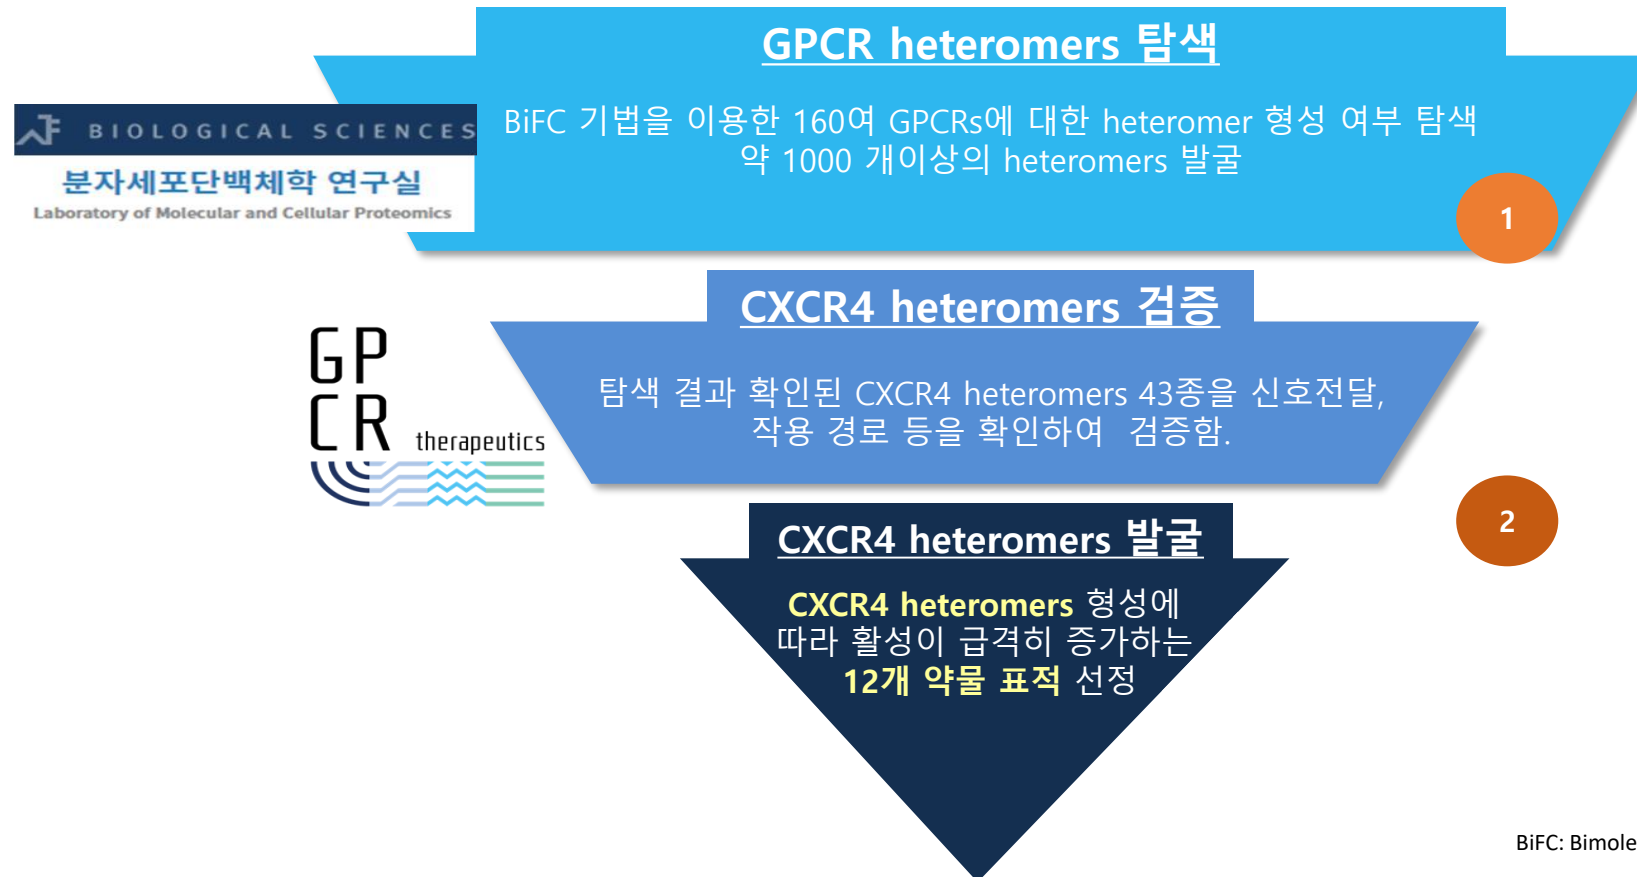 GPCR heteromers 탐색
BiFC 기법을 이용한 160여 GPCRs에 대한 heteromer 형성 여부 탐색
약 1000 개이상의 heteromers 발굴
BIOLOGICAL SCIENCES
분자세포단백체학 연구실
Laboratory of Molecular and Cellular Proteomics
1
CXCR4 heteromers 검증
탐색 결과 확인된 CXCR4 heteromers 43종을 신호전달,
작용 경로 등을 확인하여 검증함.
GP
CR therapeutics
2
CXCR4 heteromers 발굴
CXCR4 heteromers 형성에
따라 활성이 급격히 증가하는
12개 약물 표적 선정
BiFC: Bimole